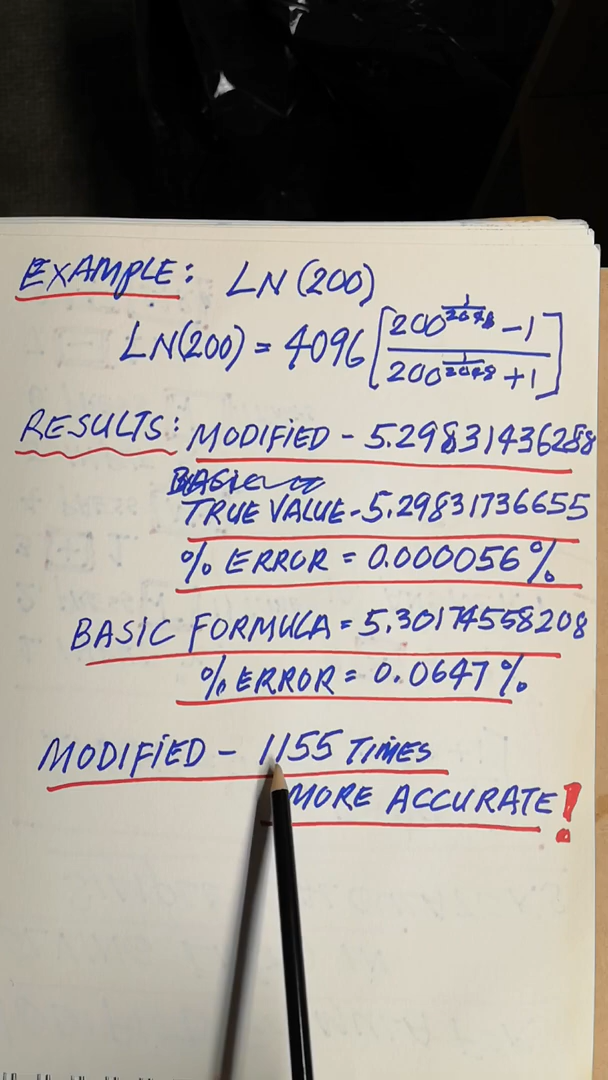 EXAMPLE: LN(200)
LN(200) = 4096 [ (200^(1/2048) - 1) / (200^(1/2048) + 1) ]
RESULTS: MODIFIED - 5.29831436288
TRUE VALUE - 5.29831736655
% ERROR = 0.000056%
BASIC FORMULA = 5.30174558208
% ERROR = 0.0647%
MODIFIED - 1155 TIMES
MORE ACCURATE!